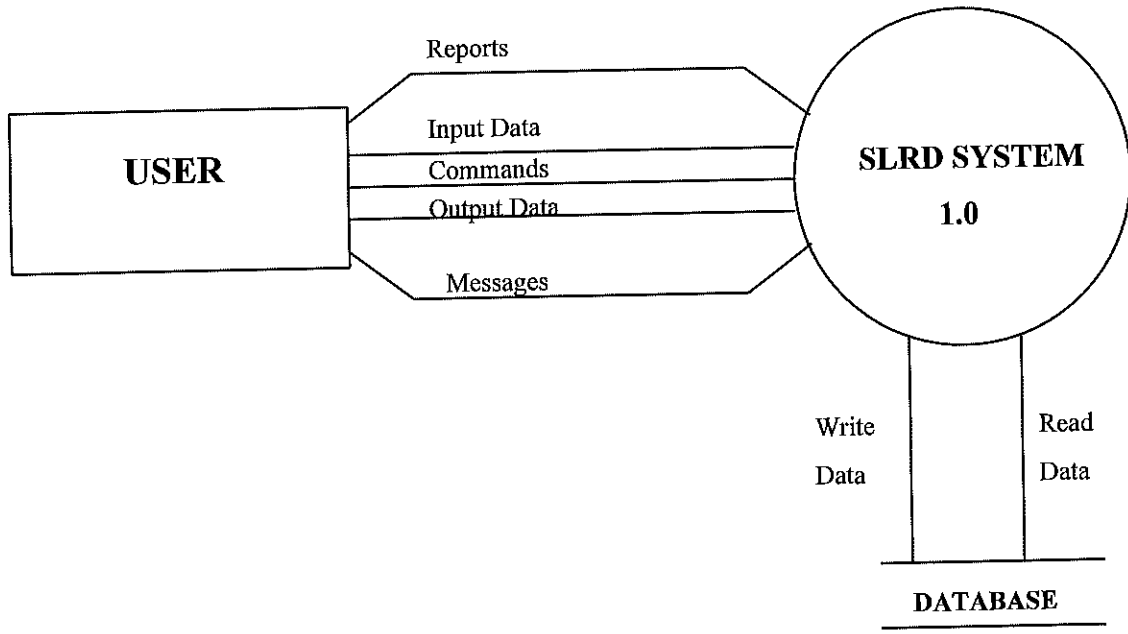 Reports
Input Data
USER
SLRD SYSTEM
Commands
1.0
Output Data
Messages
Write
Read
Data
Data
DATABASE